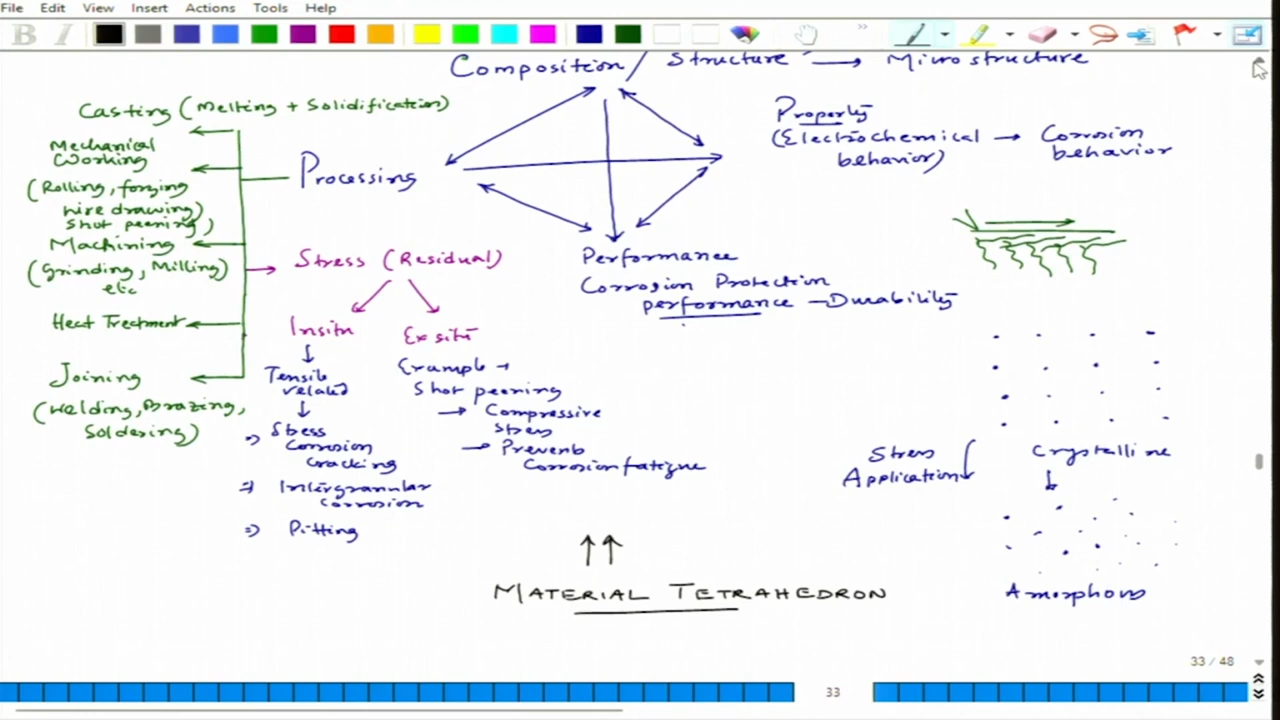 File Edit View Insert Actions Tools Help
B I
Composition / Structure → Microstructure
Casting (Melting + Solidification)
Mechanical
Working
(Rolling, forging
wire drawing)
Shot peening)
Machining
(Grinding, Milling)
etc
Heat Treatment
Joining
(Welding, Brazing,
Soldering)
Processing
Property
(Electrochemical → Corrosion
behavior) behavior
Stress (Residual)
Insitu
Tensile
related
Stress
Corrosion
Cracking
⇒ Intergranular
Corrosion
⇒ Pitting
Exsitu
Example →
Shot peening
→ Compressive
Stress
→ Prevents
Corrosion fatigue
Performance
Corrosion Protection
performance – Durability
Stress
Application
Crystalline
Amorphous
MATERIAL TETRAHEDRON
33 / 48
33